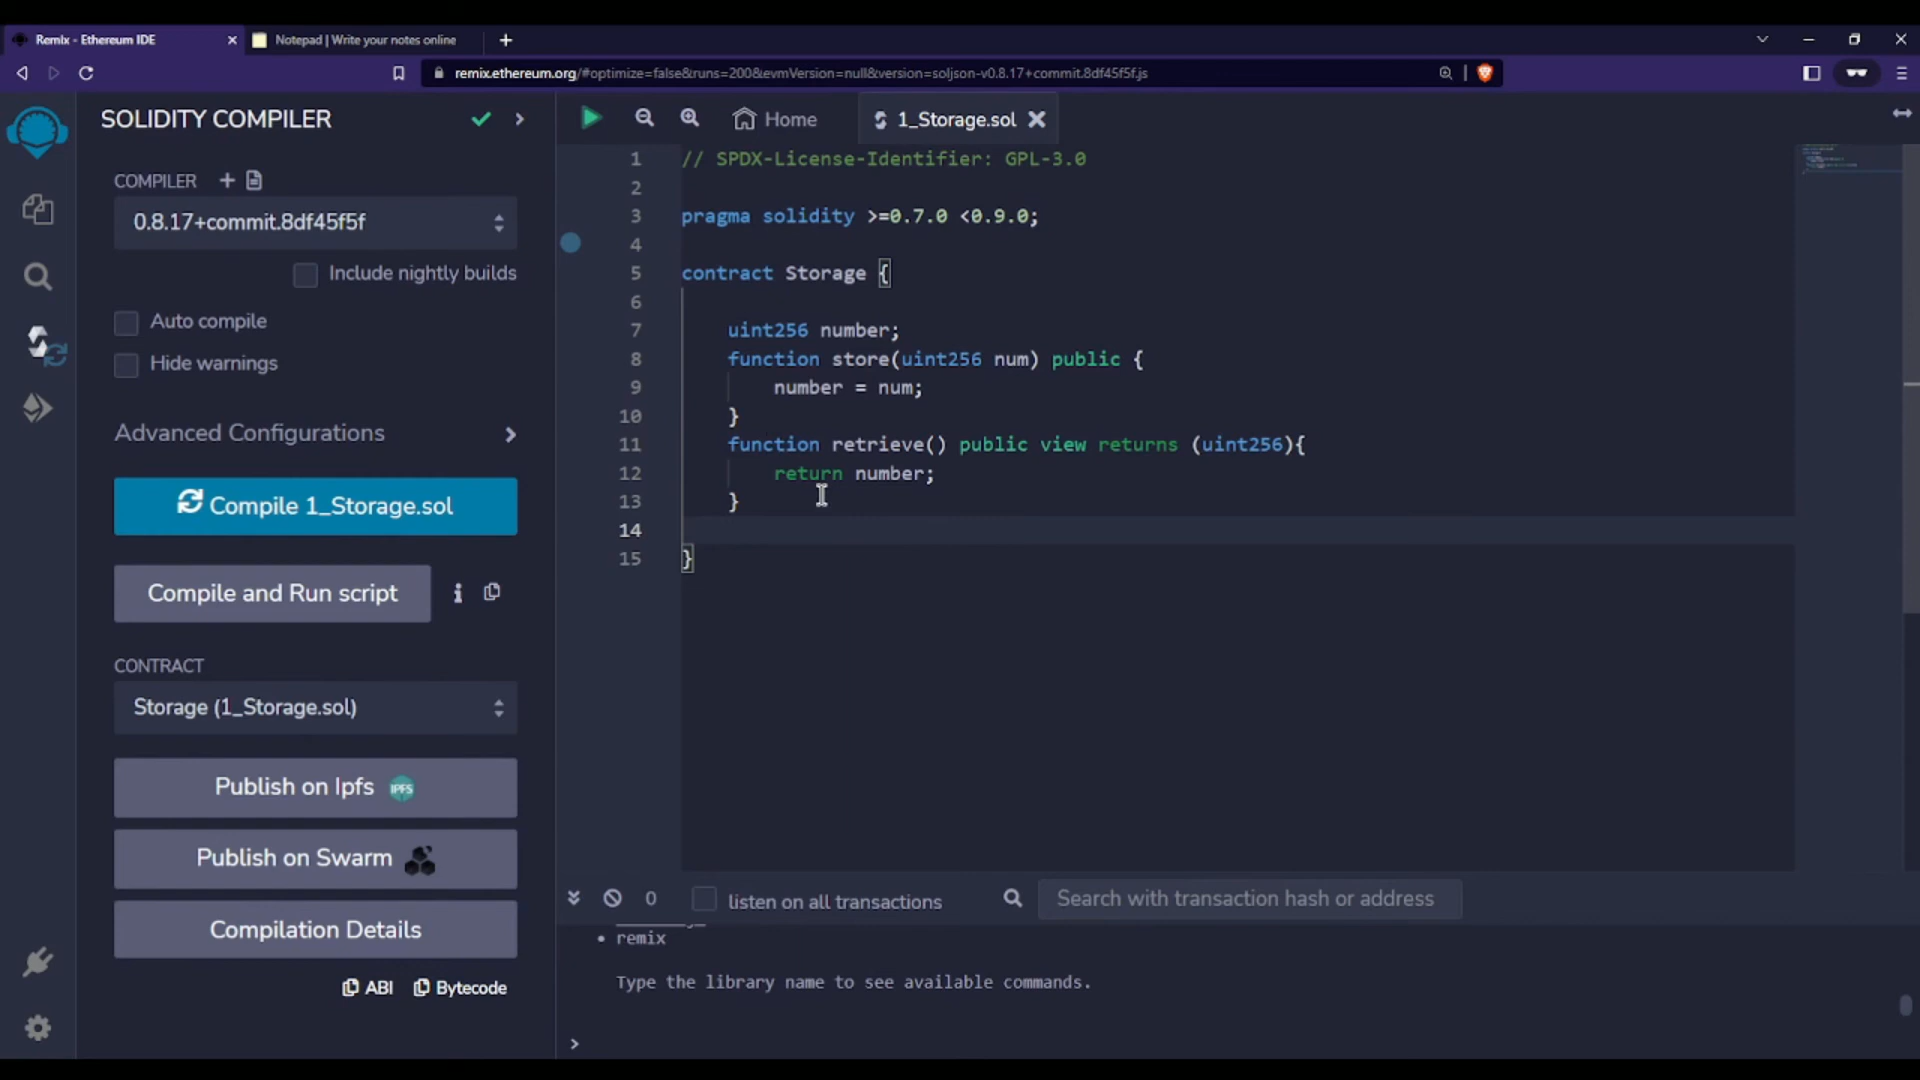 Remix - Ethereum IDE
Notepad | Write your notes online
remix.ethereum.org/#optimize=false&runs=200&evmVersion=null&version=soljson-v0.8.17+commit.8df45f5f.js
SOLIDITY COMPILER
COMPILER
0.8.17+commit.8df45f5f
Include nightly builds
Auto compile
Hide warnings
Advanced Configurations
Compile 1_Storage.sol
Compile and Run script
CONTRACT
Storage (1_Storage.sol)
Publish on Ipfs IPFS
Publish on Swarm
Compilation Details
ABI Bytecode
Home 1_Storage.sol
1 // SPDX-License-Identifier: GPL-3.0
2
3 pragma solidity >=0.7.0 <0.9.0;
4
5 contract Storage {
6
7 uint256 number;
8 function store(uint256 num) public {
9 number = num;
10 }
11 function retrieve() public view returns (uint256){
12 return number;
13 }
14
15 }
0 listen on all transactions Search with transaction hash or address
• remix
Type the library name to see available commands.
>